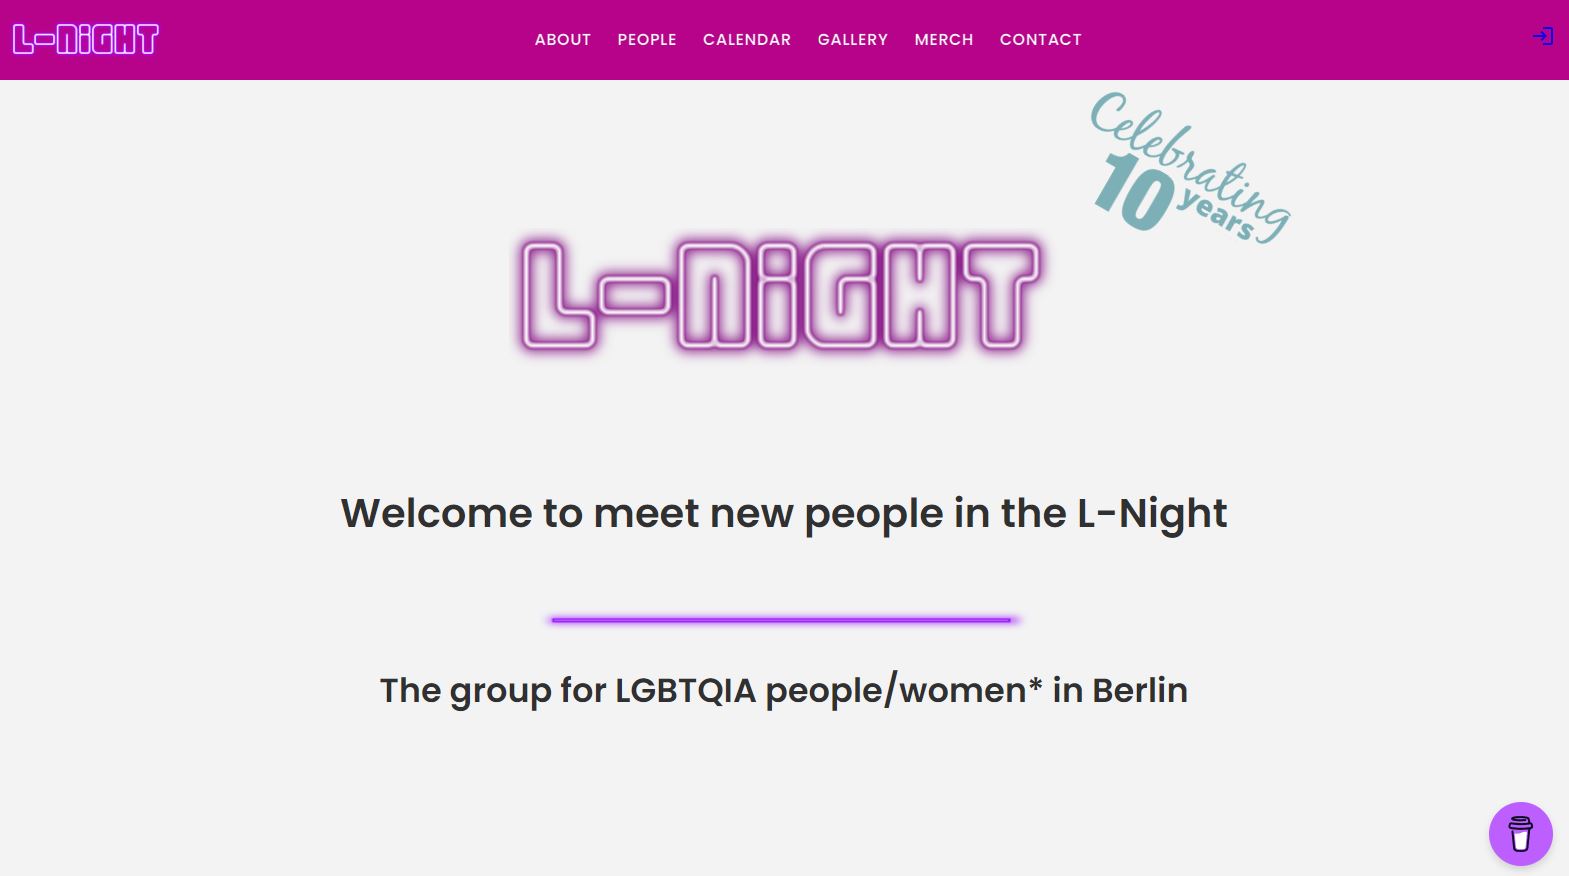 L-NiGHT
ABOUT PEOPLE CALENDAR GALLERY MERCH CONTACT
Celebrating
10 years
L-NiGHT
Welcome to meet new people in the L-Night
The group for LGBTQIA people/women* in Berlin